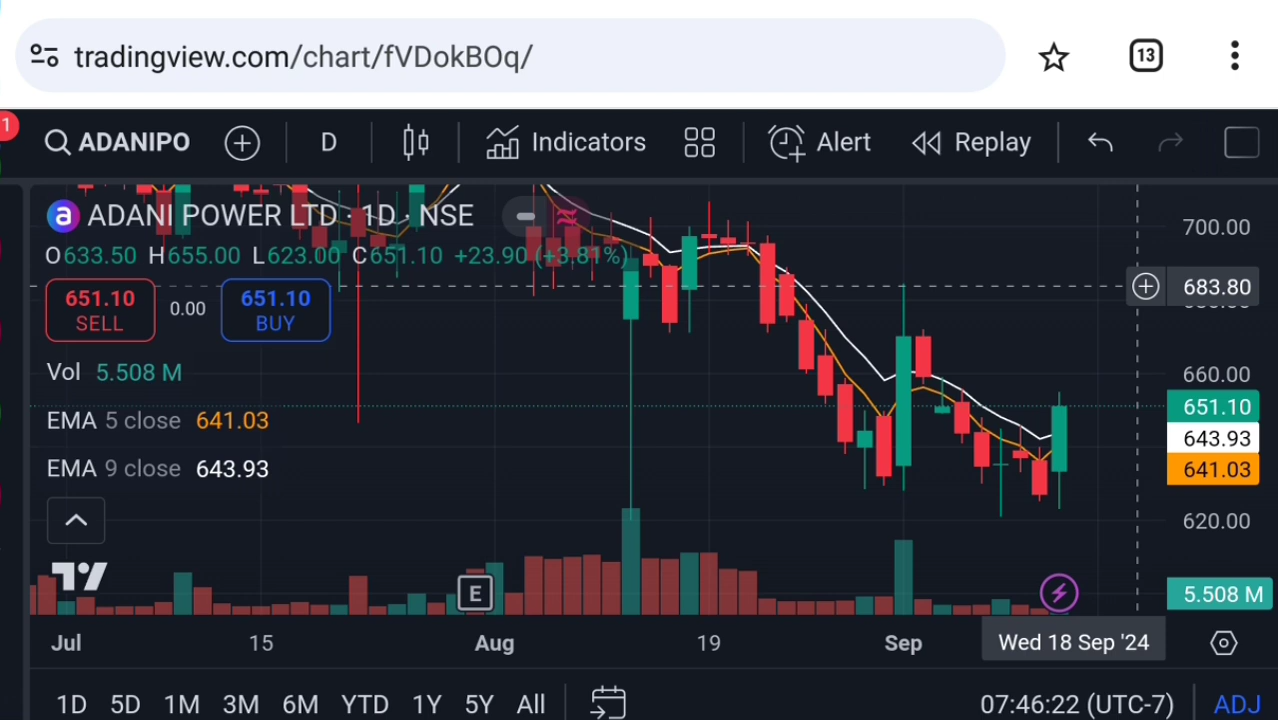 tradingview.com/chart/fVDokBOq/ 13
1 ADANIPO D Indicators Alert Replay
ADANI POWER LTD · 1D · NSE
O633.50 H655.00 L623.00 C651.10 +23.90 (+3.81%)
651.10 SELL 0.00 651.10 BUY
Vol 5.508 M
EMA 5 close 641.03
EMA 9 close 643.93
700.00
683.80
660.00
651.10
643.93
641.03
620.00
E
5.508 M
Jul 15 Aug 19 Sep Wed 18 Sep '24
1D 5D 1M 3M 6M YTD 1Y 5Y All 07:46:22 (UTC-7) ADJ